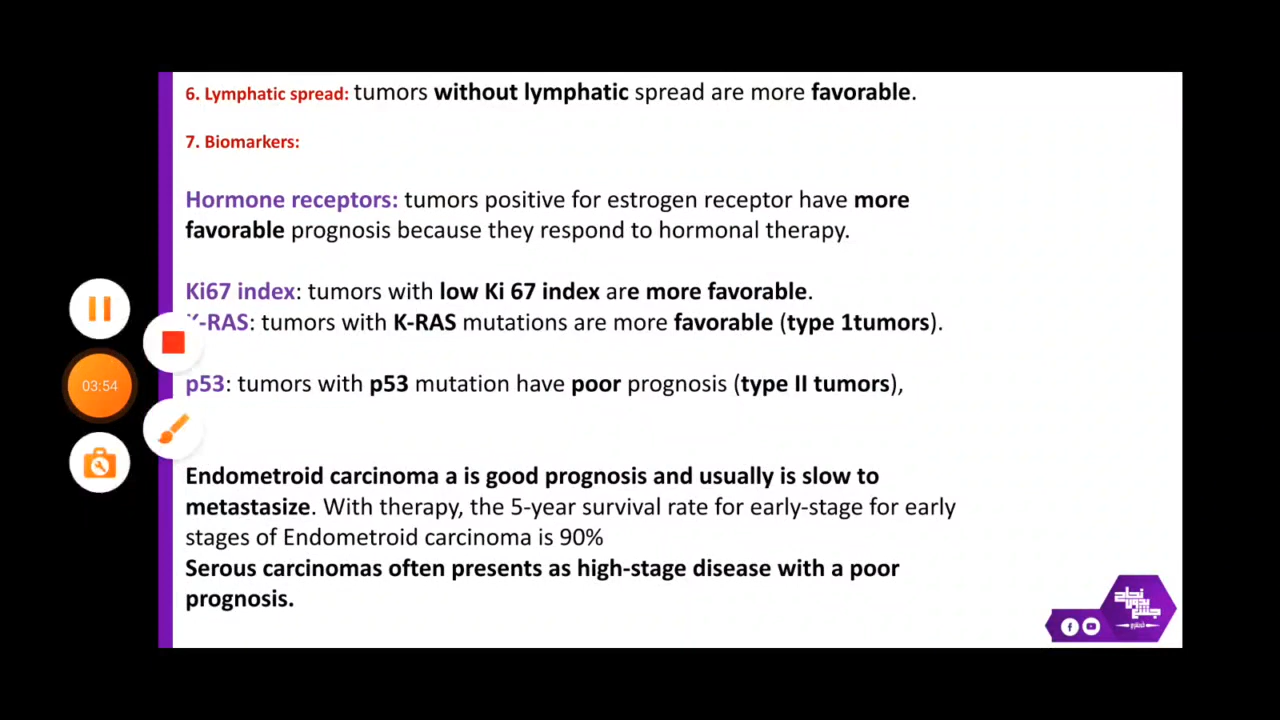 6. Lymphatic spread: tumors without lymphatic spread are more favorable.
7. Biomarkers:
Hormone receptors: tumors positive for estrogen receptor have more
favorable prognosis because they respond to hormonal therapy.
Ki67 index: tumors with low Ki 67 index are more favorable.
K-RAS: tumors with K-RAS mutations are more favorable (type 1tumors).
03:54
p53: tumors with p53 mutation have poor prognosis (type II tumors),
Endometroid carcinoma a is good prognosis and usually is slow to
metastasize. With therapy, the 5-year survival rate for early-stage for early
stages of Endometroid carcinoma is 90%
Serous carcinomas often presents as high-stage disease with a poor
prognosis.